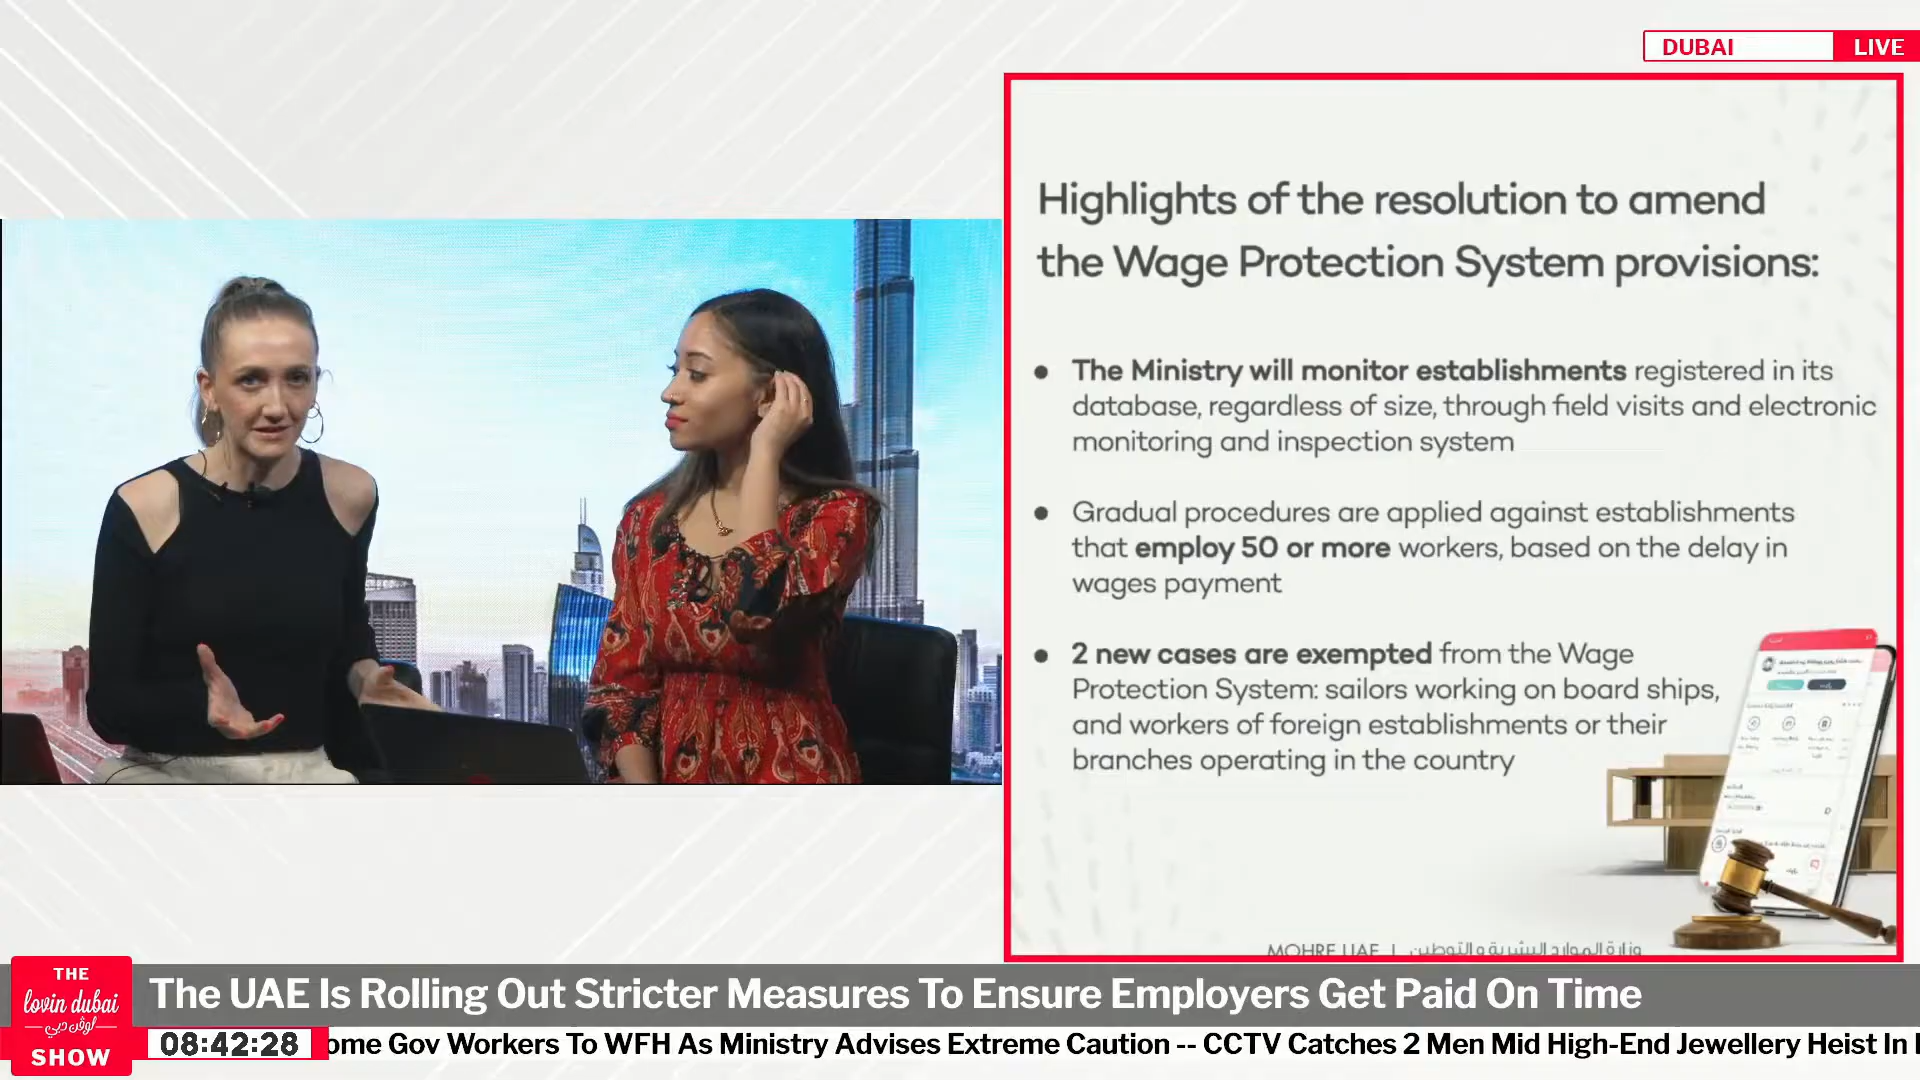 DUBAI LIVE
Highlights of the resolution to amend
the Wage Protection System provisions:
● The Ministry will monitor establishments registered in its
database, regardless of size, through field visits and electronic
monitoring and inspection system
● Gradual procedures are applied against establishments
that employ 50 or more workers, based on the delay in
wages payment
● 2 new cases are exempted from the Wage
Protection System: sailors working on board ships,
and workers of foreign establishments or their
branches operating in the country
MOHRE UAE | وزارة الموارد البشرية و التوطين
THE
lovin dubai
لوڤن دبي
SHOW
The UAE Is Rolling Out Stricter Measures To Ensure Employers Get Paid On Time
08:42:28
ome Gov Workers To WFH As Ministry Advises Extreme Caution -- CCTV Catches 2 Men Mid High-End Jewellery Heist In